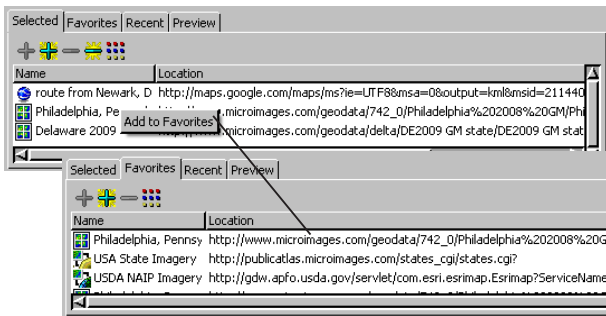 Selected Favorites Recent Preview
Name Location
route from Newark, D http://maps.google.com/maps/ms?ie=UTF8&msa=0&output=kml&msid=211440
Philadelphia, Pe .microimages.com/geodata/742_0/Philadelphia%202008%20GM/Phi
Add to Favorites
Delaware 2009 .microimages.com/geodata/delta/DE2009 GM state/DE2009 GM stat
Selected Favorites Recent Preview
Name Location
Philadelphia, Pennsy http://www.microimages.com/geodata/742_0/Philadelphia%202008%20G
USA State Imagery http://publicatlas.microimages.com/states_cgi/states.cgi?
USDA NAIP Imagery http://gdw.apfo.usda.gov/servlet/com.esri.esrimap.Esrimap?ServiceName